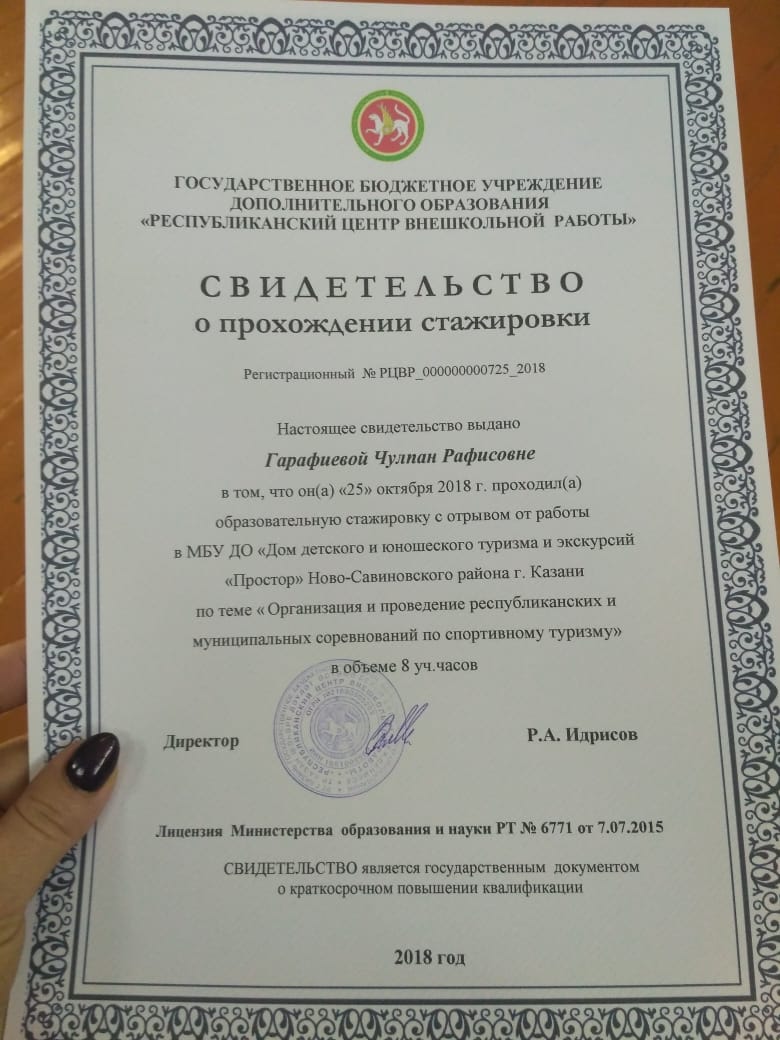 ГОСУДАРСТВЕННОЕ БЮДЖЕТНОЕ УЧРЕЖДЕНИЕ
ДОПОЛНИТЕЛЬНОГО ОБРАЗОВАНИЯ
«РЕСПУБЛИКАНСКИЙ ЦЕНТР ВНЕШКОЛЬНОЙ РАБОТЫ»
СВИДЕТЕЛЬСТВО
о прохождении стажировки
Регистрационный № РЦВР_000000000725_2018
Настоящее свидетельство выдано
Гарафиевой Чулпан Рафисовне
в том, что он(а) «25» октября 2018 г. проходил(а)
образовательную стажировку с отрывом от работы
в МБУ ДО «Дом детского и юношеского туризма и экскурсий
«Простор» Ново-Савиновского района г. Казани
по теме « Организация и проведение республиканских и
муниципальных соревнований по спортивному туризму»
в объеме 8 уч.часов
Директор
Р.А. Идрисов
Лицензия Министерства образования и науки РТ № 6771 от 7.07.2015
СВИДЕТЕЛЬСТВО является государственным документом
о краткосрочном повышении квалификации
2018 год